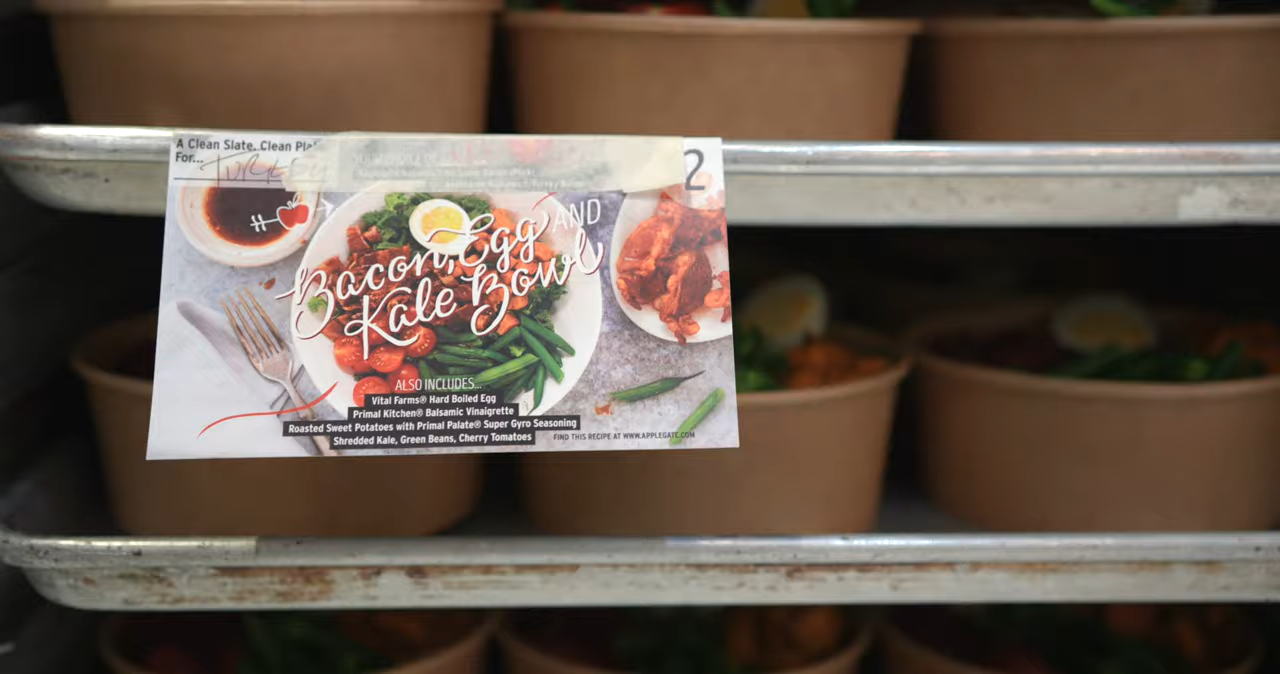 A Clean Slate. Clean Pla
For... TURKEY
2
#
Bacon, Egg AND
Kale Bowl
ALSO INCLUDES...
Vital Farms® Hard Boiled Egg
Primal Kitchen® Balsamic Vinaigrette
Roasted Sweet Potatoes with Primal Palate® Super Gyro Seasoning
Shredded Kale, Green Beans, Cherry Tomatoes
FIND THIS RECIPE AT WWW.APPLEGATE.COM